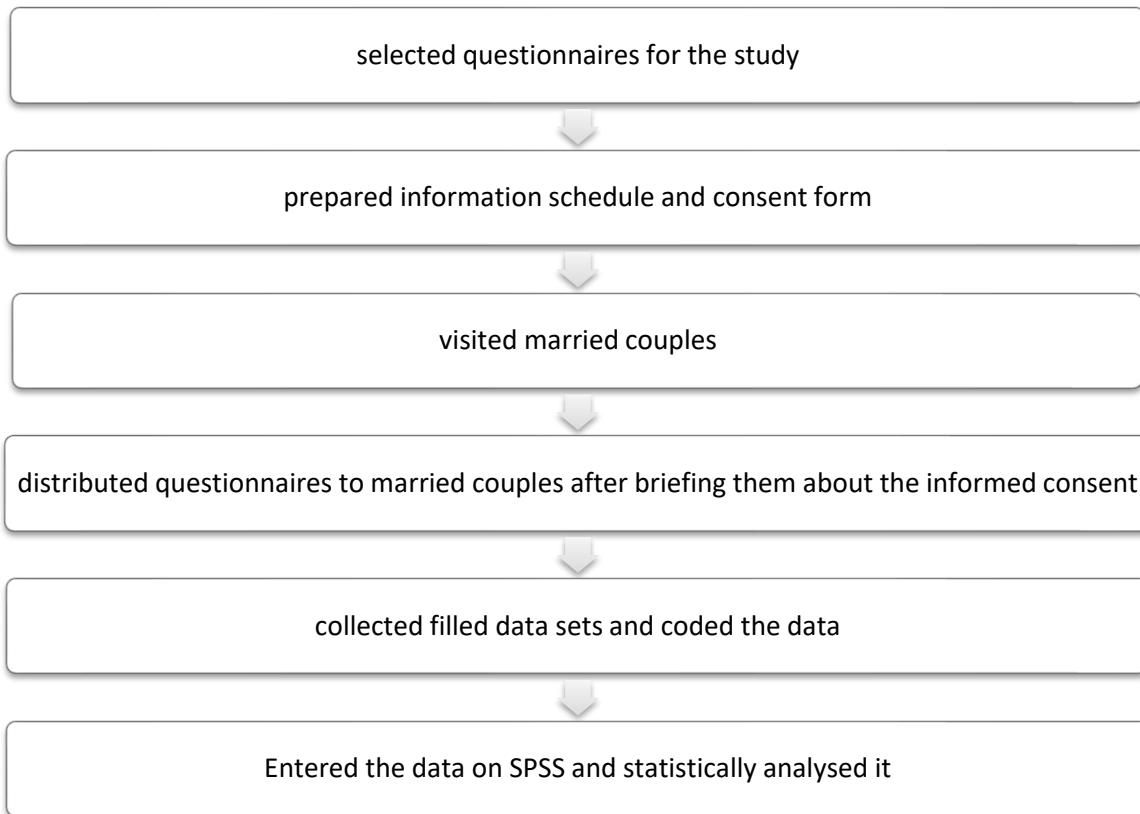 selected questionnaires for the study
prepared information schedule and consent form
visited married couples
distributed questionnaires to married couples after briefing them about the informed consent
collected filled data sets and coded the data
Entered the data on SPSS and statistically analysed it